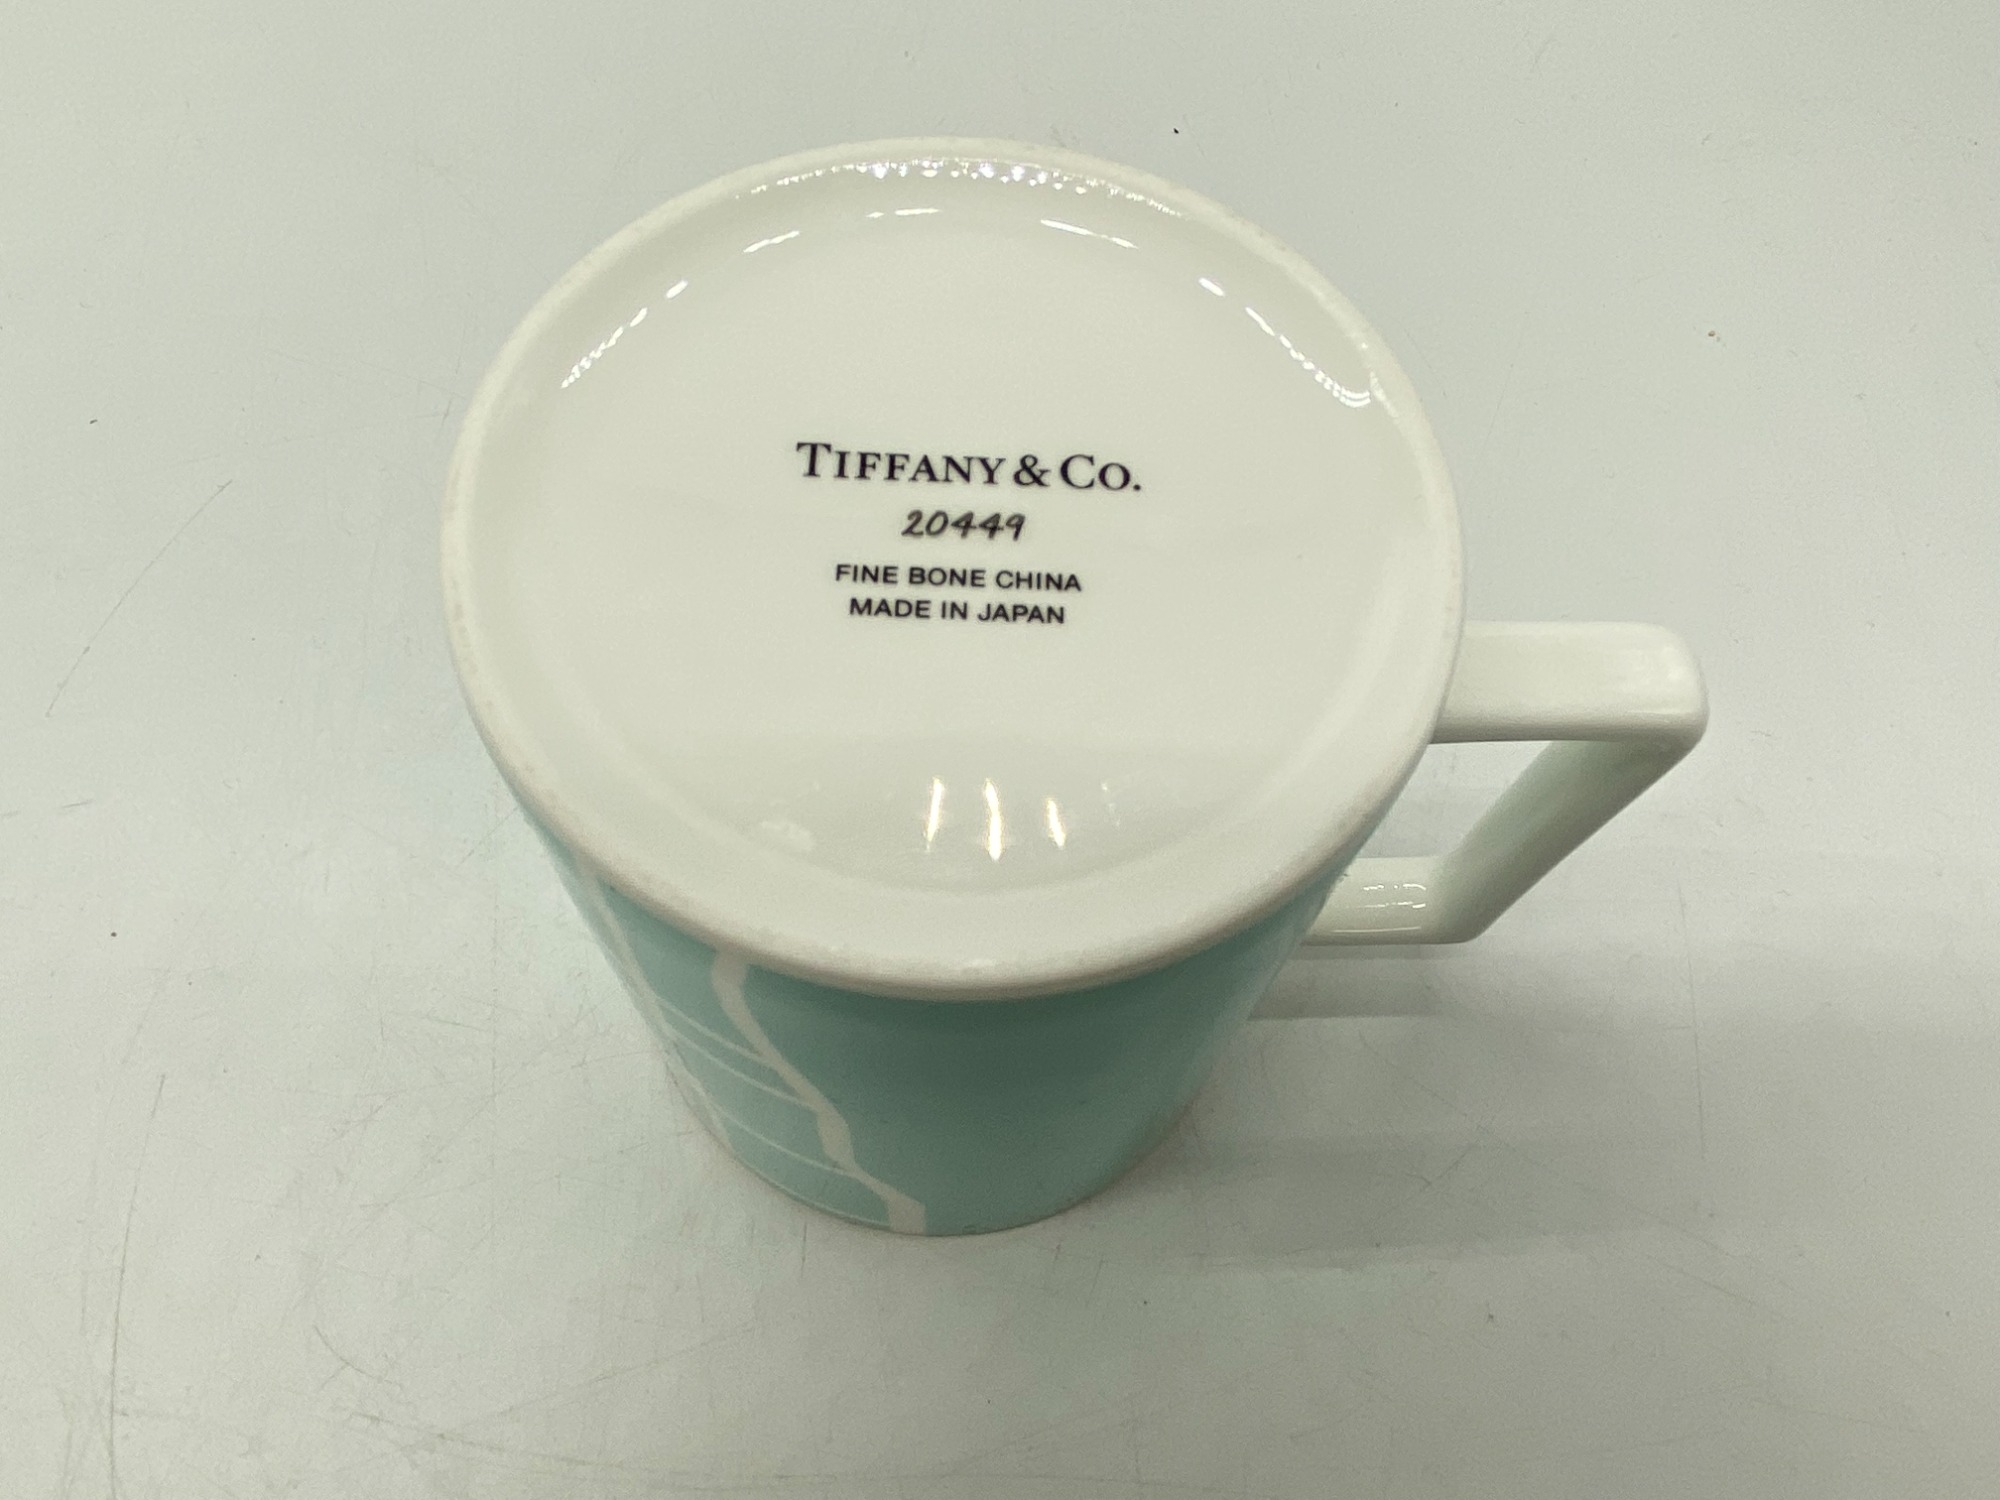 TIFFANY & CO.
20449
FINE BONE CHINA
MADE IN JAPAN